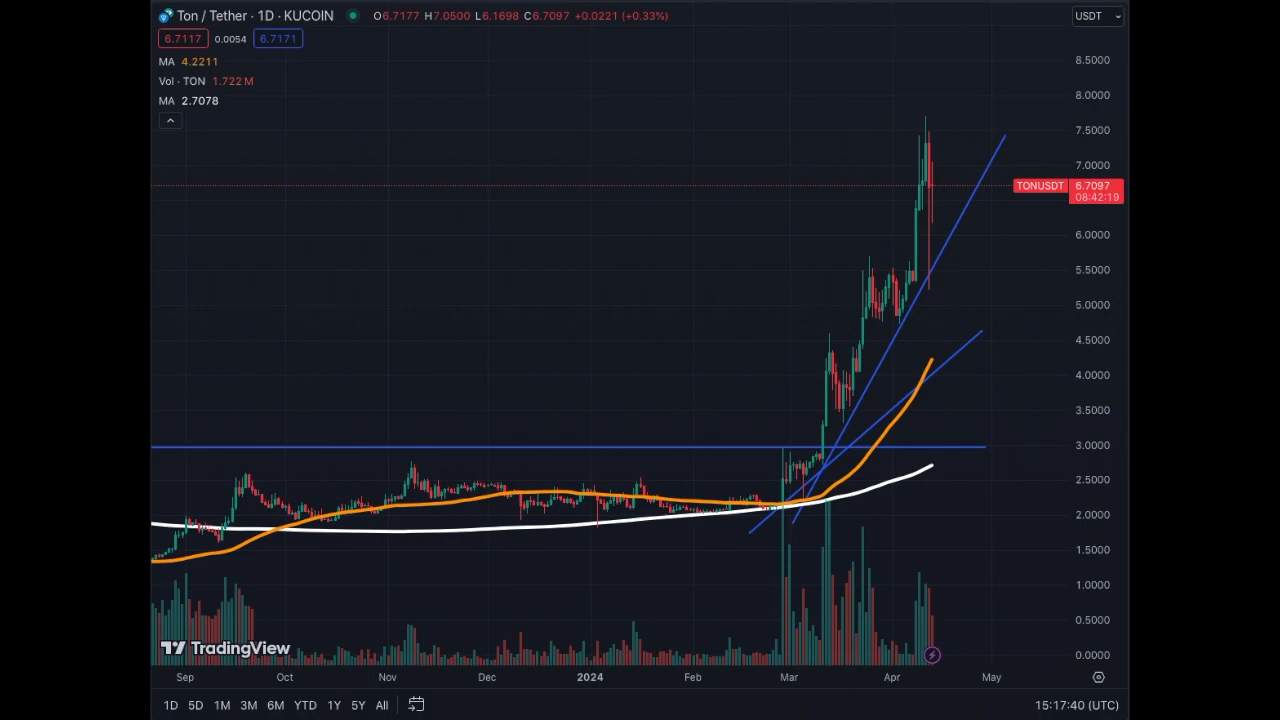 Ton / Tether · 1D · KUCOIN O6.7177 H7.0500 L6.1698 C6.7097 +0.0221 (+0.33%) USDT
6.7117 0.0054 6.7171
MA 4.2211
Vol · TON 1.722 M
MA 2.7078
8.5000
8.0000
7.5000
7.0000
TONUSDT 6.7097
08:42:19
6.0000
5.5000
5.0000
4.5000
4.0000
3.5000
3.0000
2.5000
2.0000
1.5000
1.0000
0.5000
0.0000
TradingView
Sep Oct Nov Dec 2024 Feb Mar Apr May
1D 5D 1M 3M 6M YTD 1Y 5Y All 15:17:40 (UTC)